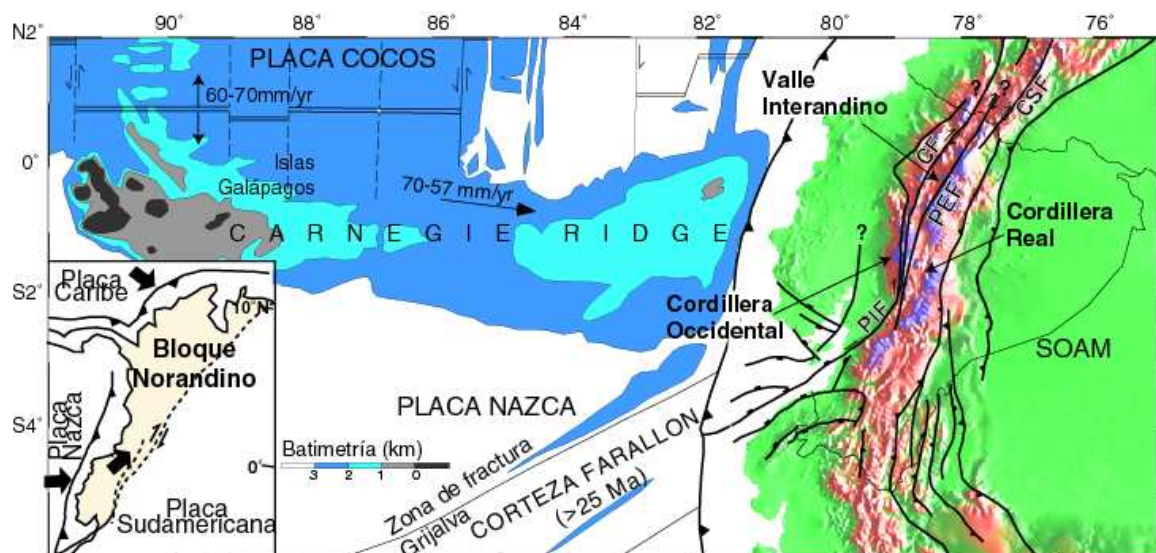 90˚ 88˚ 86˚ 84˚ 82˚ 80˚ 78˚ 76˚
N2˚
0˚
S2˚
S4˚
PLACA COCOS
60-70mm/yr
Islas
Galápagos
70-57 mm/yr
CARNEGIE RIDGE
Valle
Interandino
CF
PEF
CSF
? ? ?
?
Cordillera
Real
Cordillera
Occidental
PIF
SOAM
PLACA NAZCA
Zona de fractura
Grijalva
CORTEZA FARALLON
(>25 Ma)
Batimetría (km)
3 2 1 0
Placa
Caribe
10˚N
Bloque
Norandino
Placa
Nazca
0˚
Placa
Sudamericana